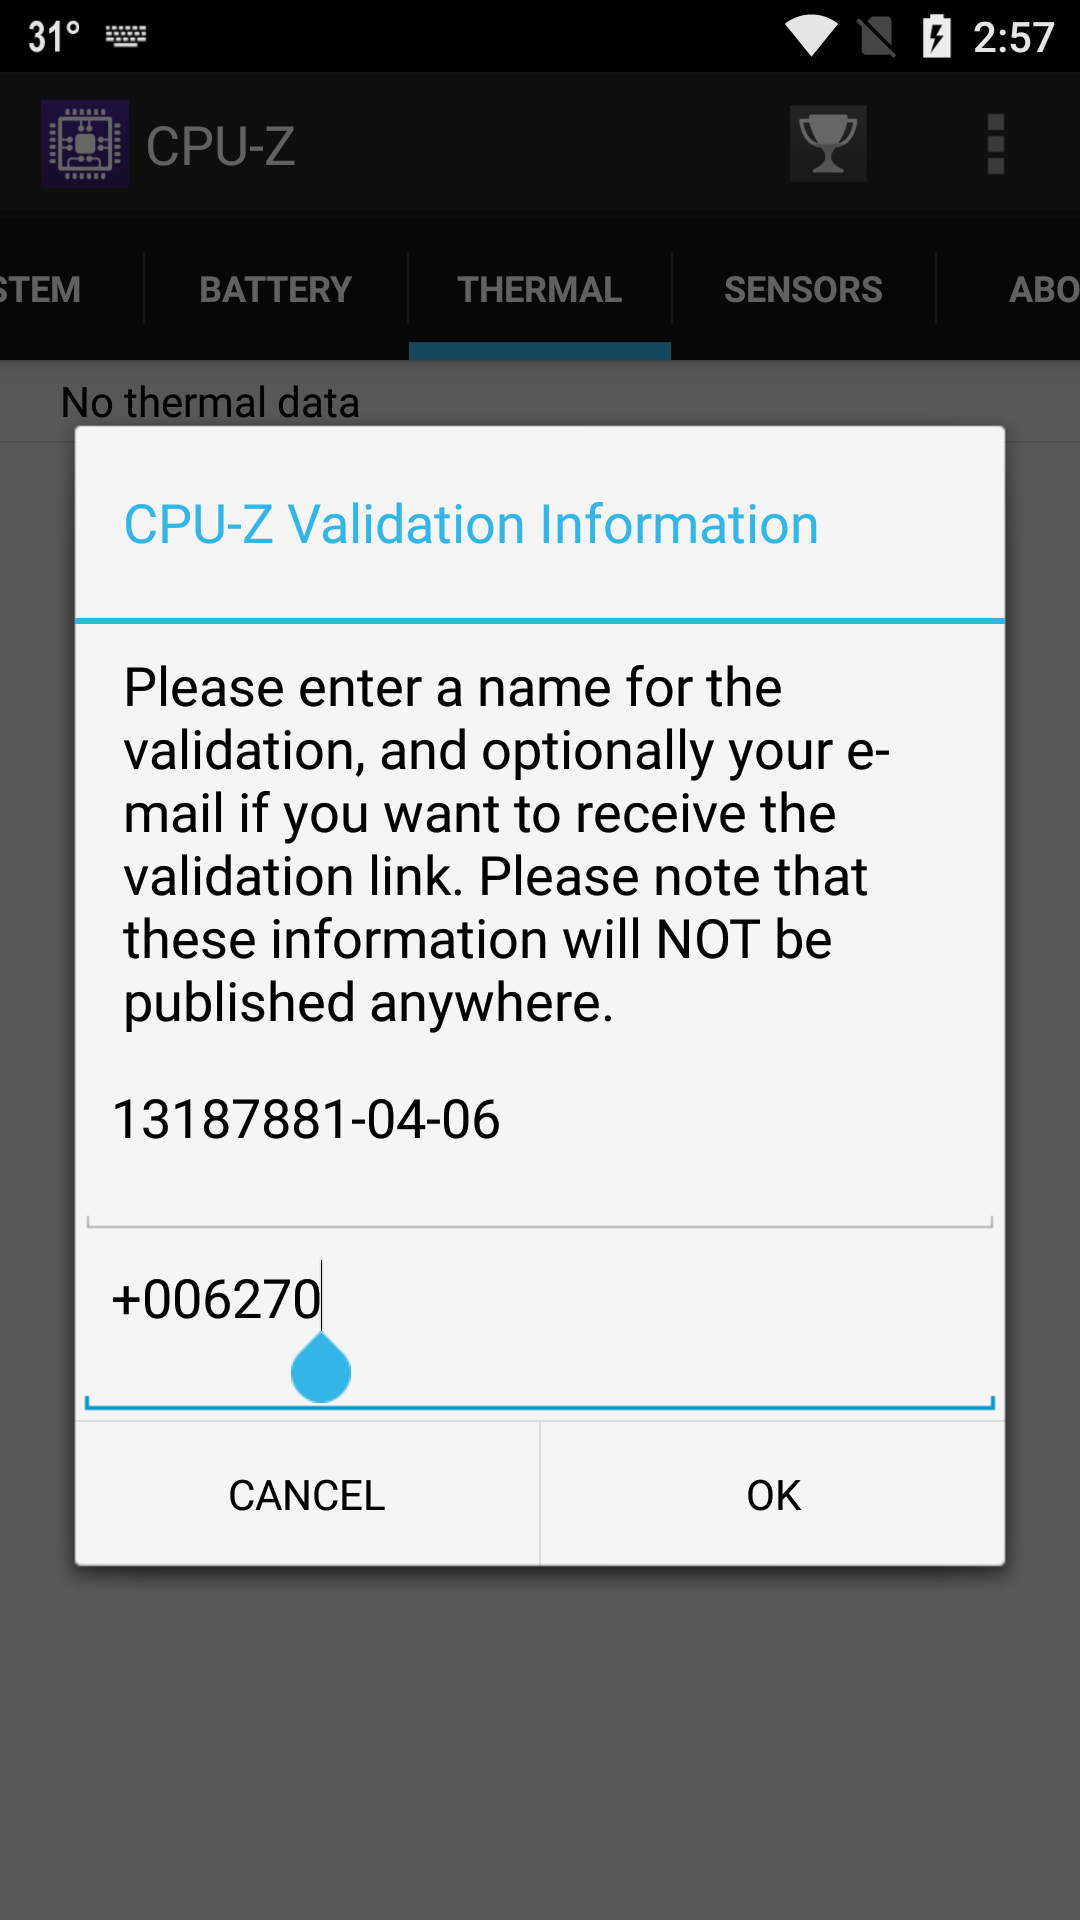 31° 2:57
CPU-Z
STEM BATTERY THERMAL SENSORS ABO
No thermal data
CPU-Z Validation Information
Please enter a name for the
validation, and optionally your e-
mail if you want to receive the
validation link. Please note that
these information will NOT be
published anywhere.
13187881-04-06
+006270
CANCEL OK